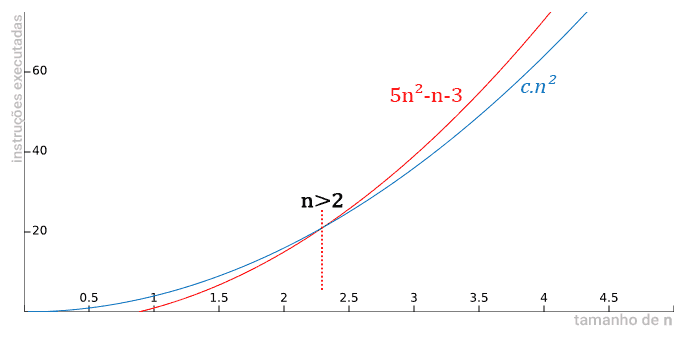 instruções executadas
60
40
20
5n²-n-3
c.n²
n>2
0.5 1 1.5 2 2.5 3 3.5 4 4.5
tamanho de n